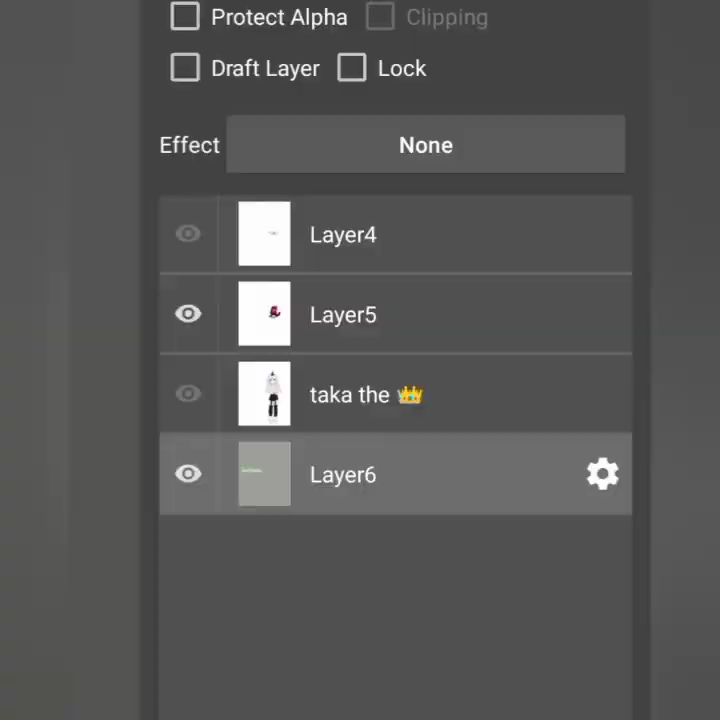 Protect Alpha Clipping
Draft Layer Lock
Effect None
Layer4
Layer5
taka the 👑
Layer6